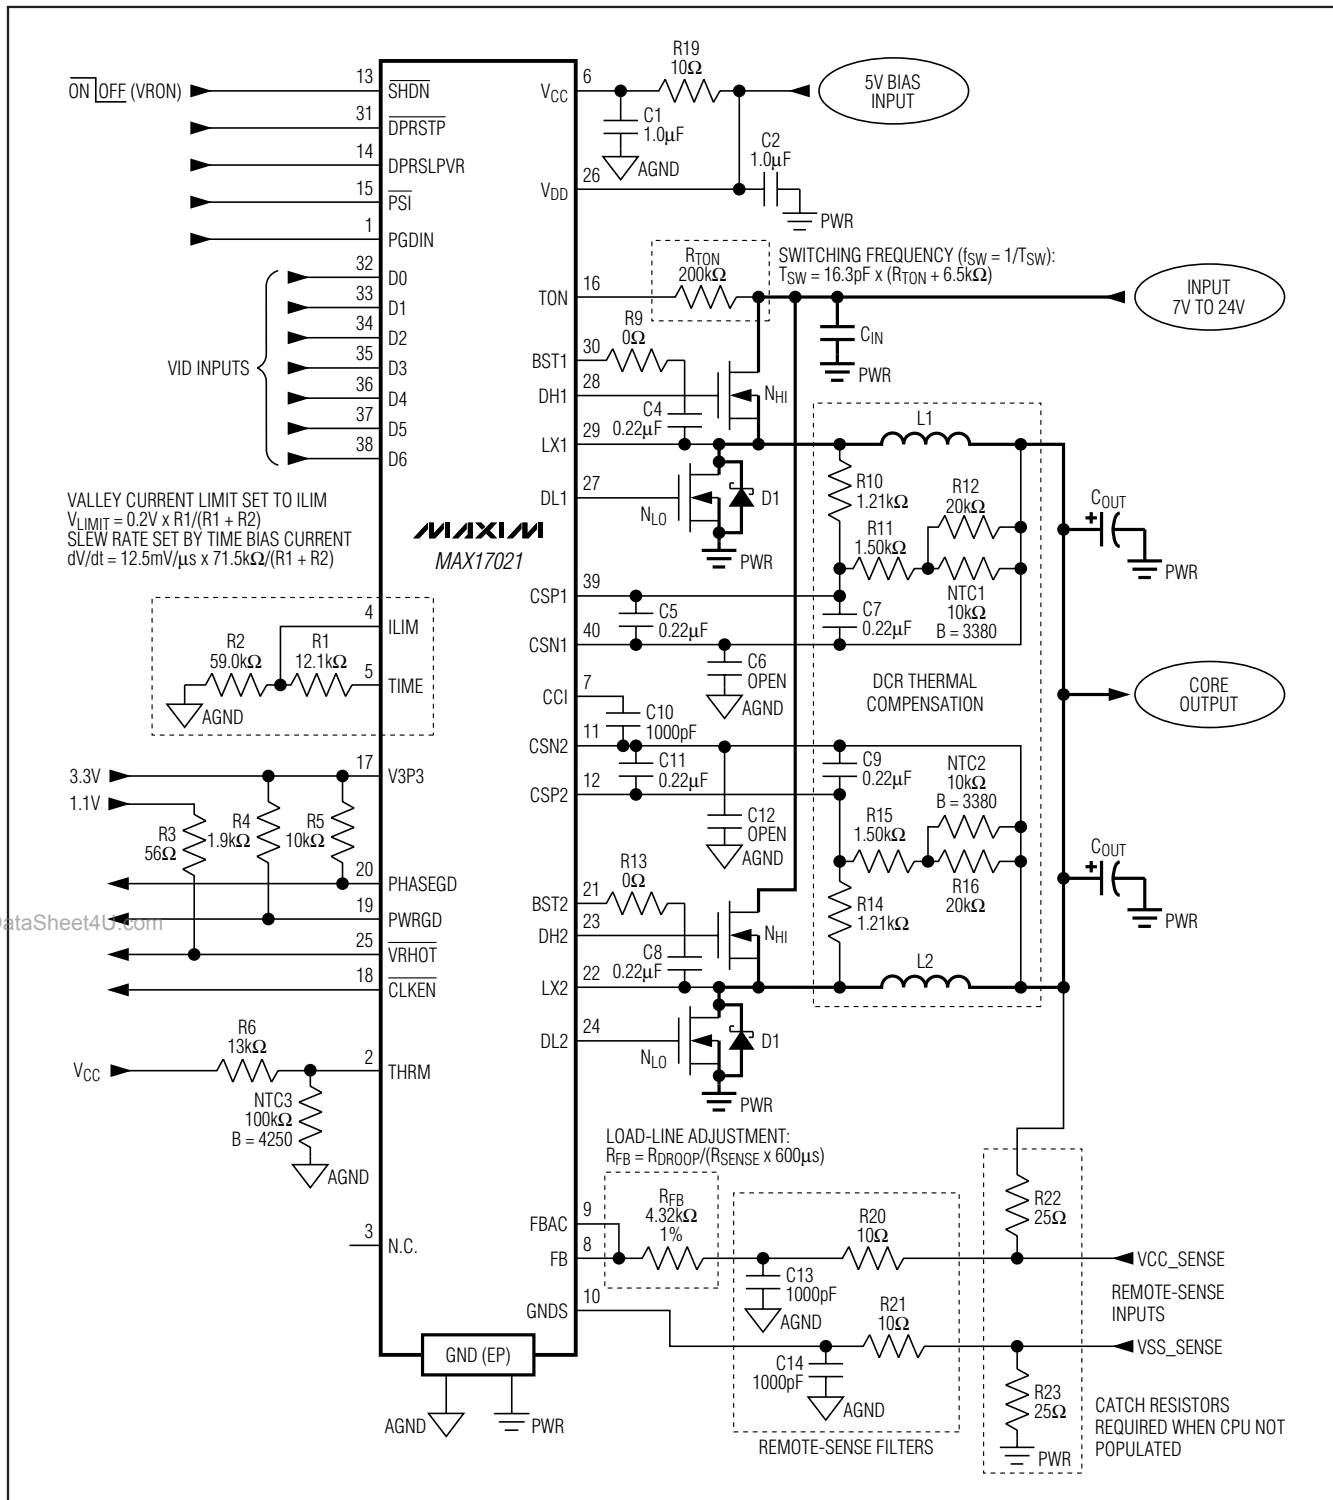 ON OFF (VRON)
13
SHDN
31
DPRSTP
14
DPRSLPVR
15
PSI
1
PGDIN
32
D0
33
D1
34
D2
35
D3
36
D4
37
D5
38
D6
VID INPUTS
VALLEY CURRENT LIMIT SET TO ILIM
VLIMIT = 0.2V x R1/(R1 + R2)
SLEW RATE SET BY TIME BIAS CURRENT
dV/dt = 12.5mV/μs x 71.5kΩ/(R1 + R2)
4
ILIM
R2
59.0kΩ
R1
12.1kΩ
5
TIME
AGND
3.3V
17
V3P3
1.1V
R3
56Ω
R4
1.9kΩ
R5
10kΩ
20
PHASEGD
19
PWRGD
DataSheet4U.com
25
VRHOT
18
CLKEN
R6
13kΩ
VCC
2
THRM
NTC3
100kΩ
B = 4250
AGND
3
N.C.
MAXIM
MAX17021
GND (EP)
AGND
PWR
6
VCC
R19
10Ω
5V BIAS
INPUT
C1
1.0μF
AGND
C2
1.0μF
26
VDD
PWR
RTON
200kΩ
SWITCHING FREQUENCY (fSW = 1/TSW):
TSW = 16.3pF x (RTON + 6.5kΩ)
16
TON
INPUT
7V TO 24V
CIN
PWR
R9
0Ω
30
BST1
28
DH1
NHI
C4
0.22μF
29
LX1
L1
27
DL1
NLO
D1
PWR
R10
1.21kΩ
R11
1.50kΩ
R12
20kΩ
NTC1
10kΩ
B = 3380
COUT
PWR
39
CSP1
C5
0.22μF
C7
0.22μF
40
CSN1
C6
OPEN
AGND
DCR THERMAL
COMPENSATION
CORE
OUTPUT
7
CCI
C10
1000pF
11
CSN2
C11
0.22μF
C9
0.22μF
12
CSP2
C12
OPEN
AGND
NTC2
10kΩ
B = 3380
R15
1.50kΩ
R16
20kΩ
R14
1.21kΩ
COUT
PWR
R13
0Ω
21
BST2
23
DH2
NHI
C8
0.22μF
22
LX2
L2
24
DL2
NLO
D1
PWR
LOAD-LINE ADJUSTMENT:
RFB = RDROOP/(RSENSE x 600μs)
9
FBAC
RFB
4.32kΩ
1%
8
FB
R20
10Ω
R22
25Ω
VCC_SENSE
C13
1000pF
AGND
REMOTE-SENSE
INPUTS
10
GNDS
R21
10Ω
VSS_SENSE
C14
1000pF
AGND
R23
25Ω
PWR
CATCH RESISTORS
REQUIRED WHEN CPU NOT
POPULATED
REMOTE-SENSE FILTERS